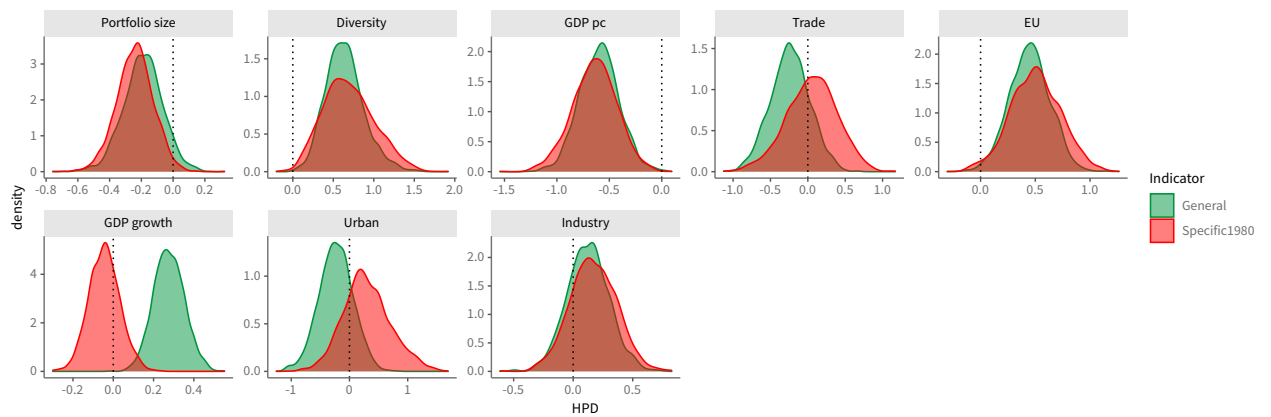 Portfolio size
Diversity
GDP pc
Trade
EU
3
2
1
0
-0.8 -0.6 -0.4 -0.2 0.0 0.2
1.5
1.0
0.5
0.0
0.0 0.5 1.0 1.5 2.0
2.0
1.5
1.0
0.5
0.0
-1.5 -1.0 -0.5 0.0
1.5
1.0
0.5
0.0
-1.0 -0.5 0.0 0.5 1.0
2.0
1.5
1.0
0.5
0.0
0.0 0.5 1.0
density
GDP growth
Urban
Industry
4
2
0
-0.2 0.0 0.2 0.4
1.0
0.5
0.0
-1 0 1
2.0
1.5
1.0
0.5
0.0
-0.5 0.0 0.5
HPD
Indicator
General
Specific1980